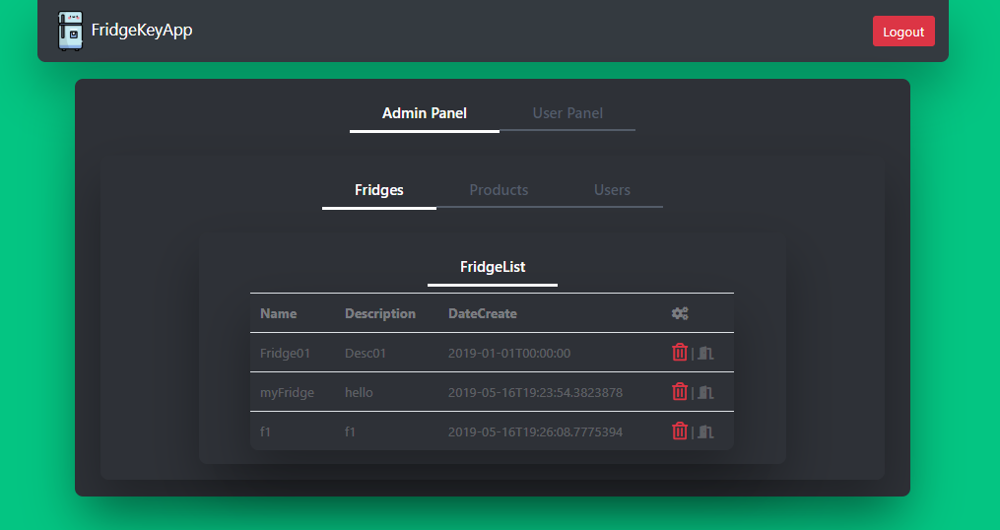 FridgeKeyApp
Logout
Admin Panel User Panel
Fridges Products Users
FridgeList
Name Description DateCreate
Fridge01 Desc01 2019-01-01T00:00:00 |
myFridge hello 2019-05-16T19:23:54.3823878 |
f1 f1 2019-05-16T19:26:08.7775394 |